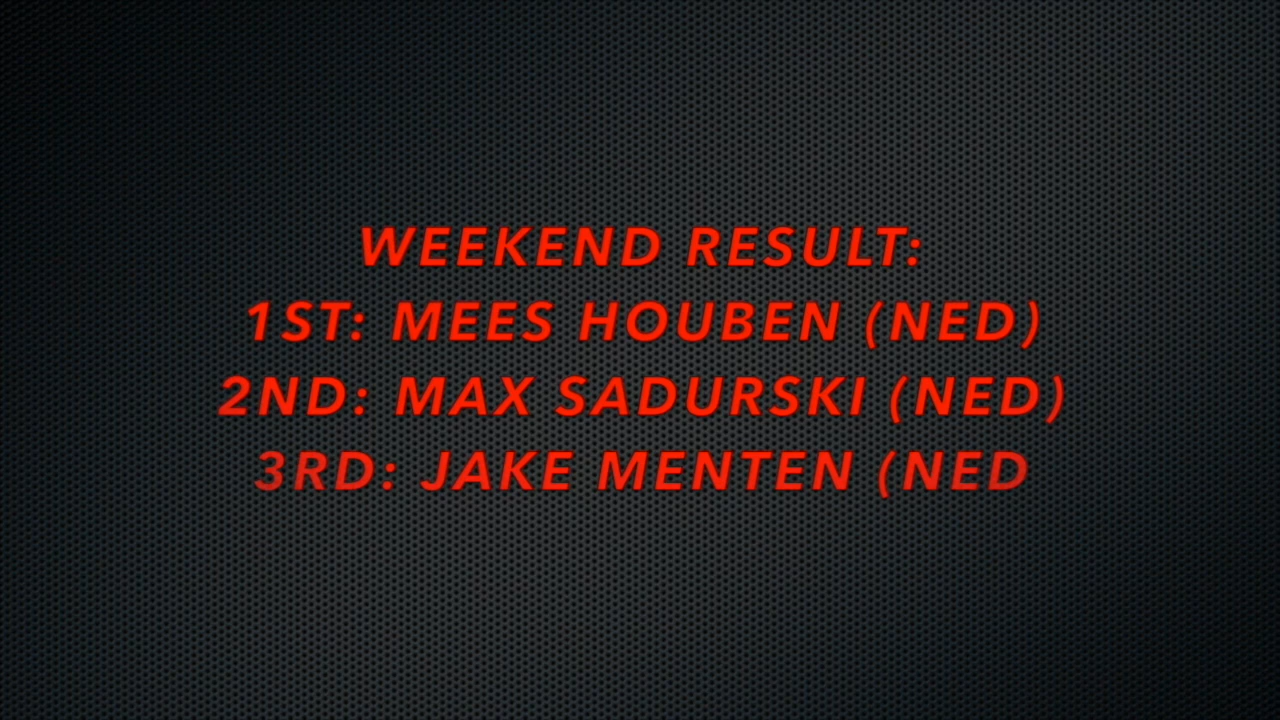 WEEKEND RESULT:
1ST: MEES HOUBEN (NED)
2ND: MAX SADURSKI (NED)
3RD: JAKE MENTEN (NED